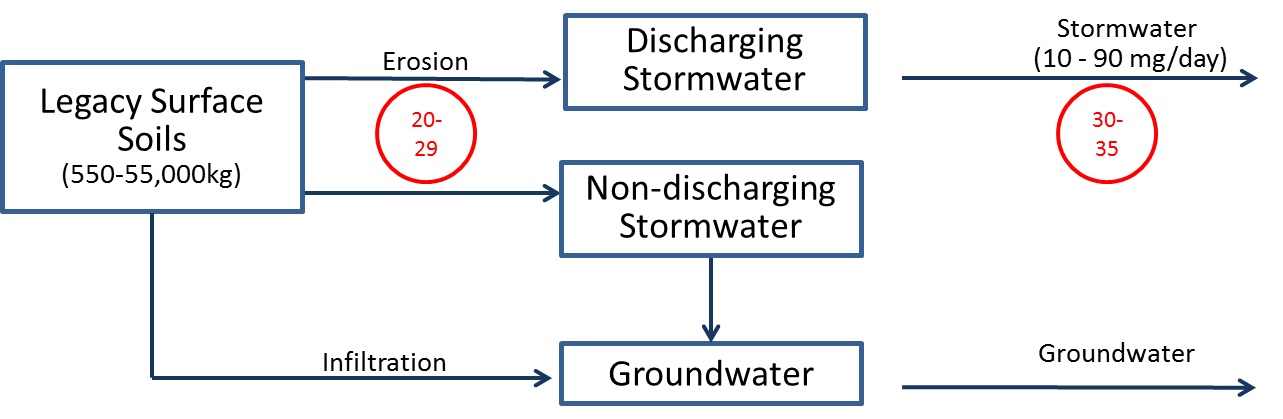 Legacy Surface
Soils
(550-55,000kg)
Erosion
20-
29
Discharging
Stormwater
Stormwater
(10 - 90 mg/day)
30-
35
Non-discharging
Stormwater
Infiltration
Groundwater
Groundwater